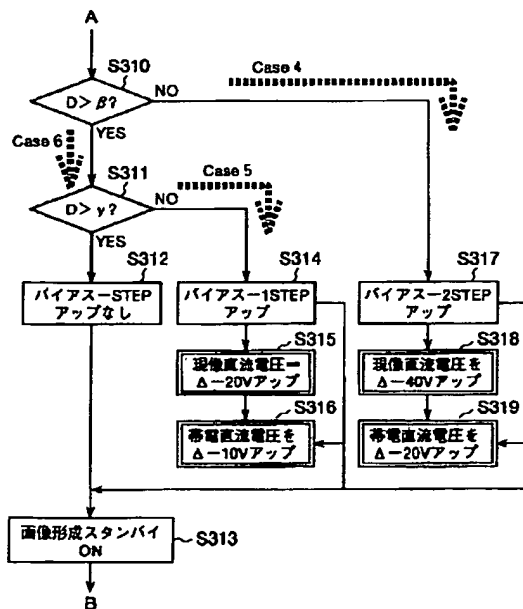 A
S310
D> β?
NO
Case 4
YES
Case 6
S311
D> γ?
NO
Case 5
YES
S312
バイアスーSTEP
アップなし
S314
バイアスー1STEP
アップ
S317
バイアスー2STEP
アップ
S315
現像直流電圧ー
Δー20Vアップ
S318
現像直流電圧を
Δー40Vアップ
S316
帯電直流電圧を
Δー10Vアップ
S319
帯電直流電圧を
Δー20Vアップ
画像形成スタンバイ
ON
S313
B